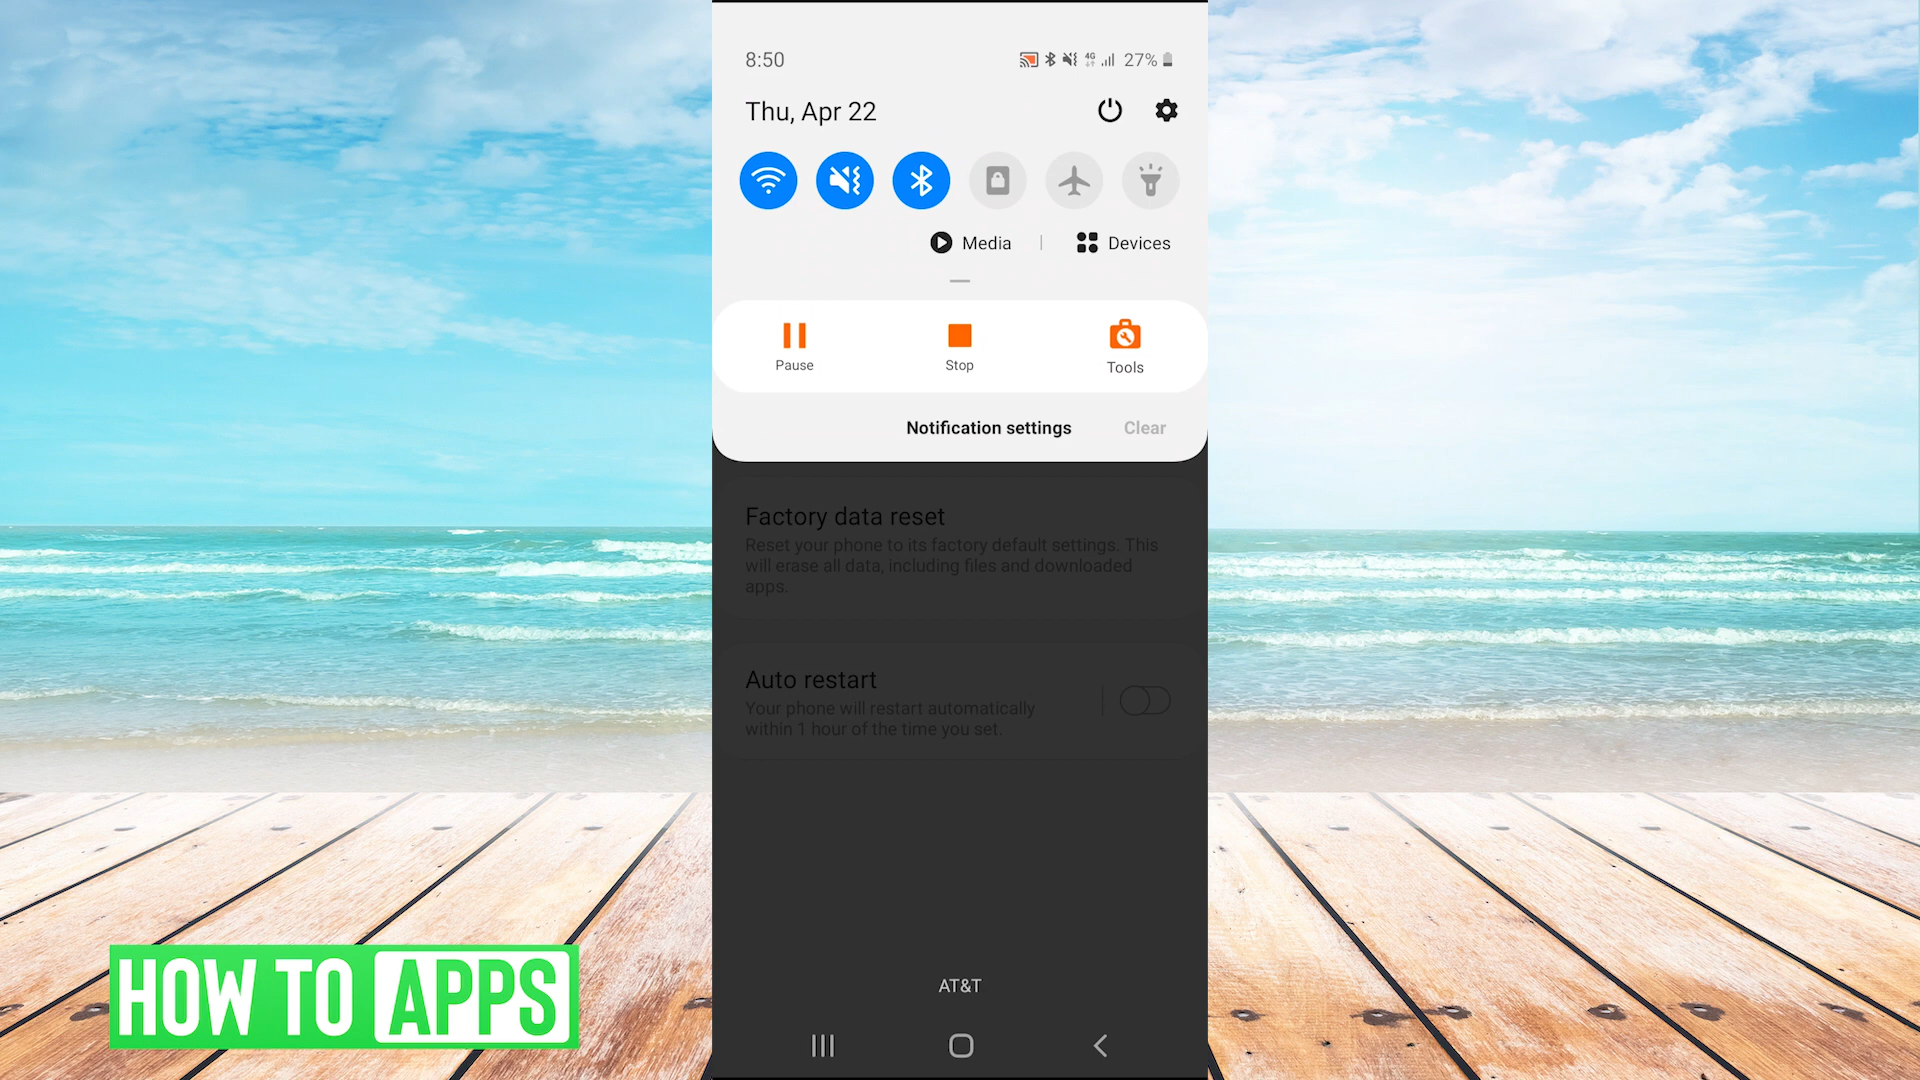 8:50
4G
27%
Thu, Apr 22
Media | Devices
Pause
Stop
Tools
Notification settings
Clear
Factory data reset
Reset your phone to its factory default settings. This
will erase all data, including files and downloaded
apps.
Auto restart
Your phone will restart automatically
within 1 hour of the time you set.
AT&T
HOW TO APPS